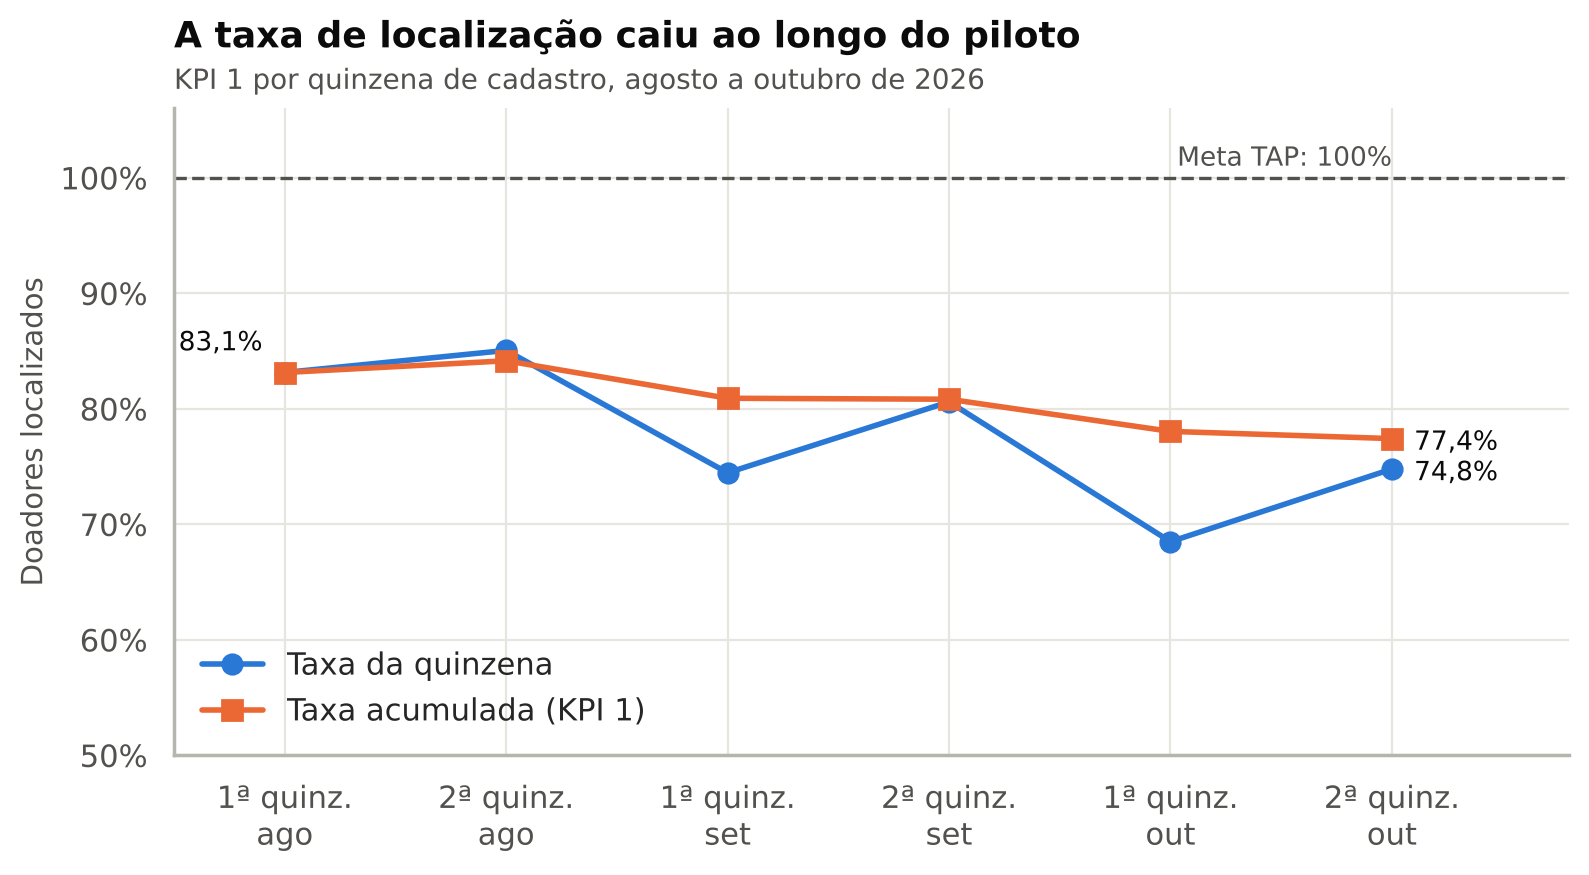 A taxa de localização caiu ao longo do piloto
KPI 1 por quinzena de cadastro, agosto a outubro de 2026
Meta TAP: 100%
100%
90%
80%
70%
60%
50%
Doadores localizados
83,1%
77,4%
74,8%
Taxa da quinzena
Taxa acumulada (KPI 1)
1ª quinz.
ago
2ª quinz.
ago
1ª quinz.
set
2ª quinz.
set
1ª quinz.
out
2ª quinz.
out